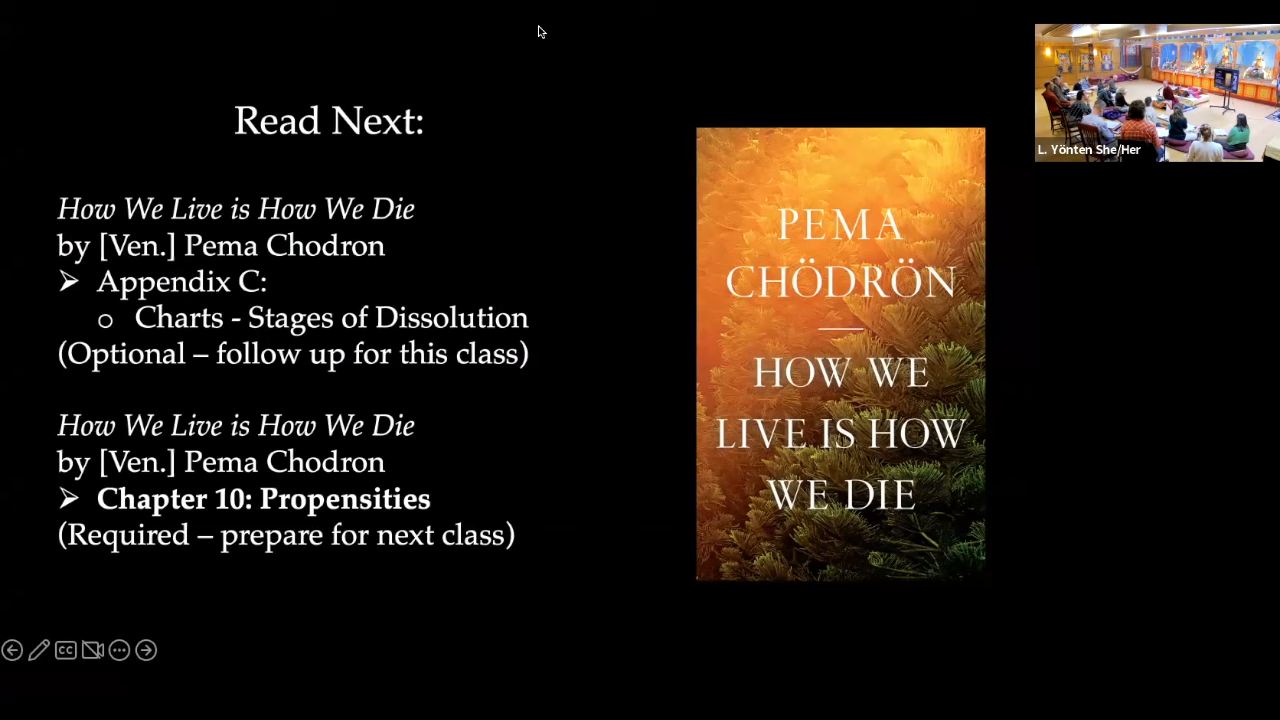 Read Next:
How We Live is How We Die
by [Ven.] Pema Chodron
➢ Appendix C:
o Charts - Stages of Dissolution
(Optional – follow up for this class)
How We Live is How We Die
by [Ven.] Pema Chodron
➢ Chapter 10: Propensities
(Required – prepare for next class)
PEMA
CHÖDRÖN
HOW WE
LIVE IS HOW
WE DIE
L. Yönten She/Her
CC